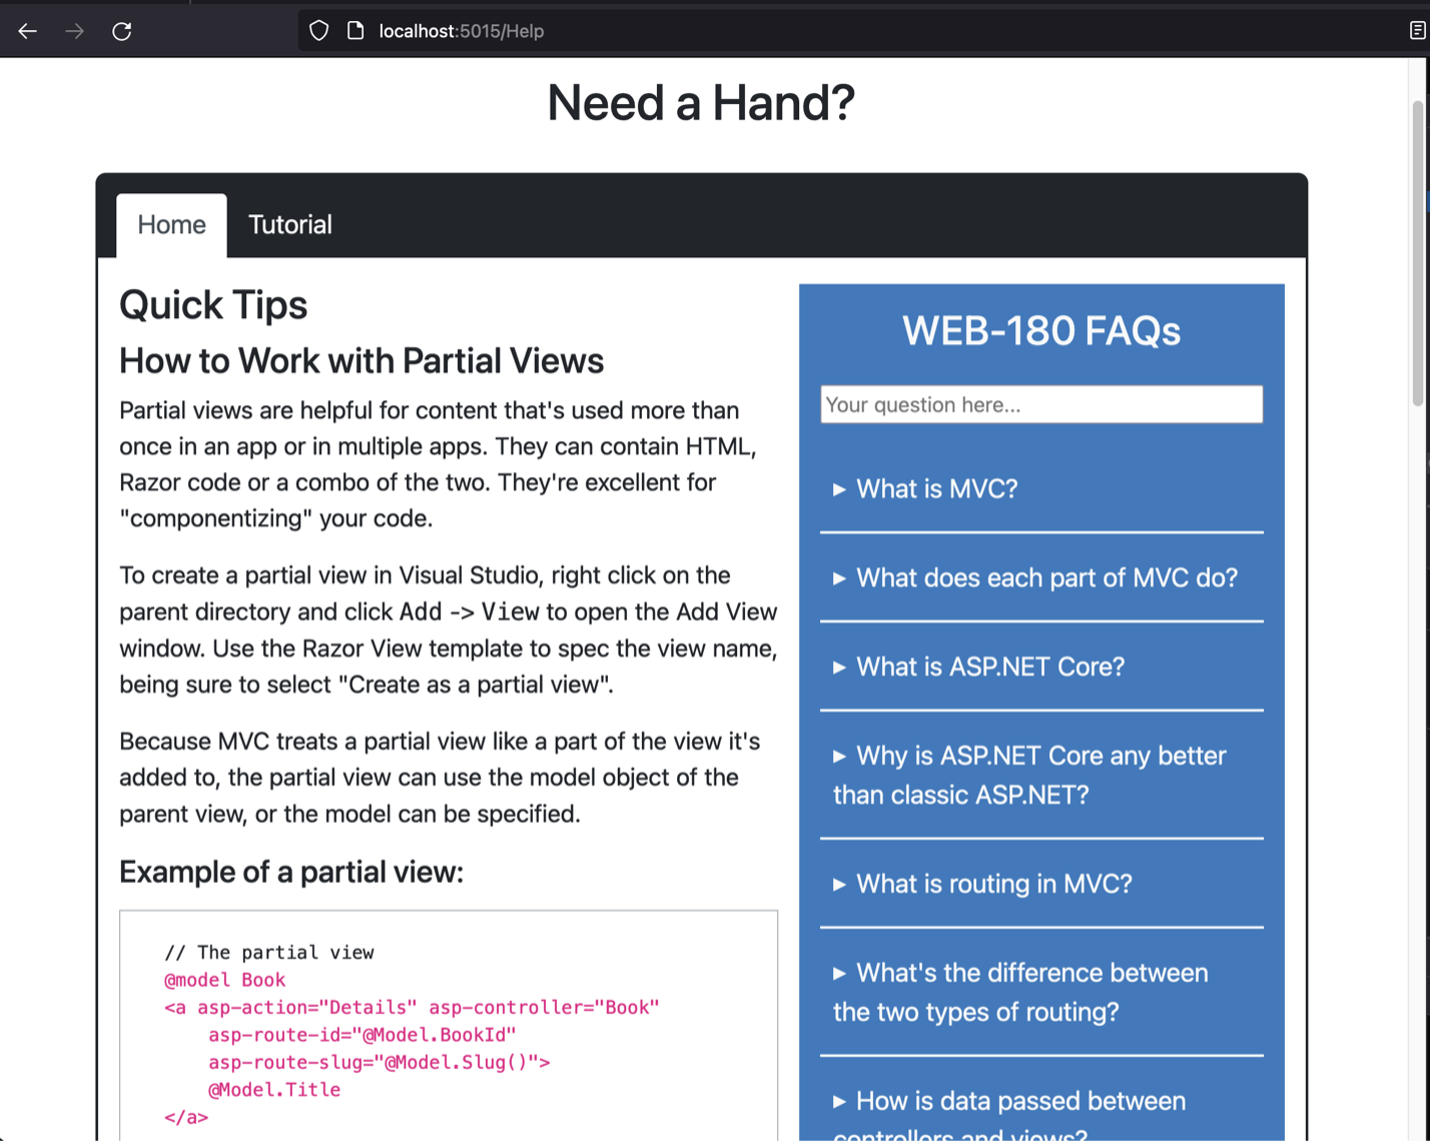 localhost:5015/Help
Need a Hand?
Home
Tutorial
Quick Tips
How to Work with Partial Views
Partial views are helpful for content that's used more than
once in an app or in multiple apps. They can contain HTML,
Razor code or a combo of the two. They're excellent for
"componentizing" your code.
To create a partial view in Visual Studio, right click on the
parent directory and click Add -> View to open the Add View
window. Use the Razor View template to spec the view name,
being sure to select "Create as a partial view".
Because MVC treats a partial view like a part of the view it's
added to, the partial view can use the model object of the
parent view, or the model can be specified.
Example of a partial view:
// The partial view
@model Book
<a asp-action="Details" asp-controller="Book"
asp-route-id="@Model.BookId"
asp-route-slug="@Model.Slug()">
@Model.Title
</a>
WEB-180 FAQs
Your question here...
▸ What is MVC?
▸ What does each part of MVC do?
▸ What is ASP.NET Core?
▸ Why is ASP.NET Core any better
than classic ASP.NET?
▸ What is routing in MVC?
▸ What's the difference between
the two types of routing?
▸ How is data passed between
controllers and views?